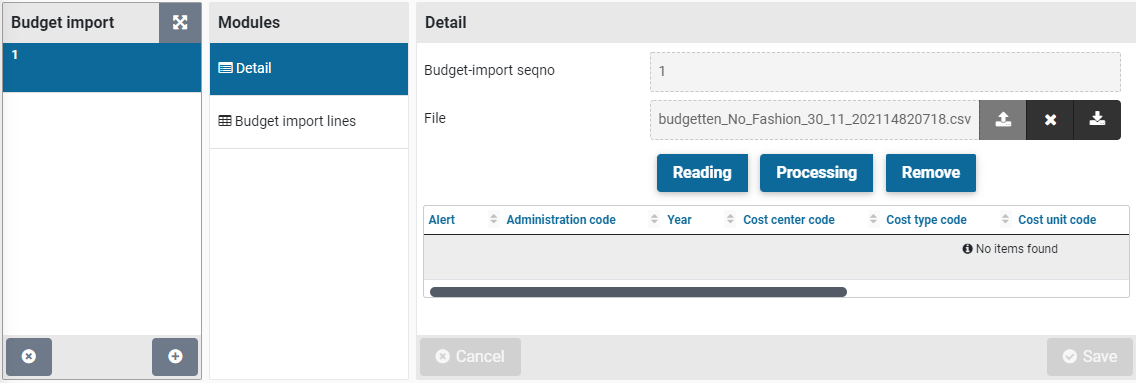 Budget import
1
Modules
Detail
Budget import lines
Detail
Budget-import seqno
1
File
budgetten_No_Fashion_30_11_202114820718.csv
Reading Processing Remove
Alert Administration code Year Cost center code Cost type code Cost unit code
No items found
Cancel Save